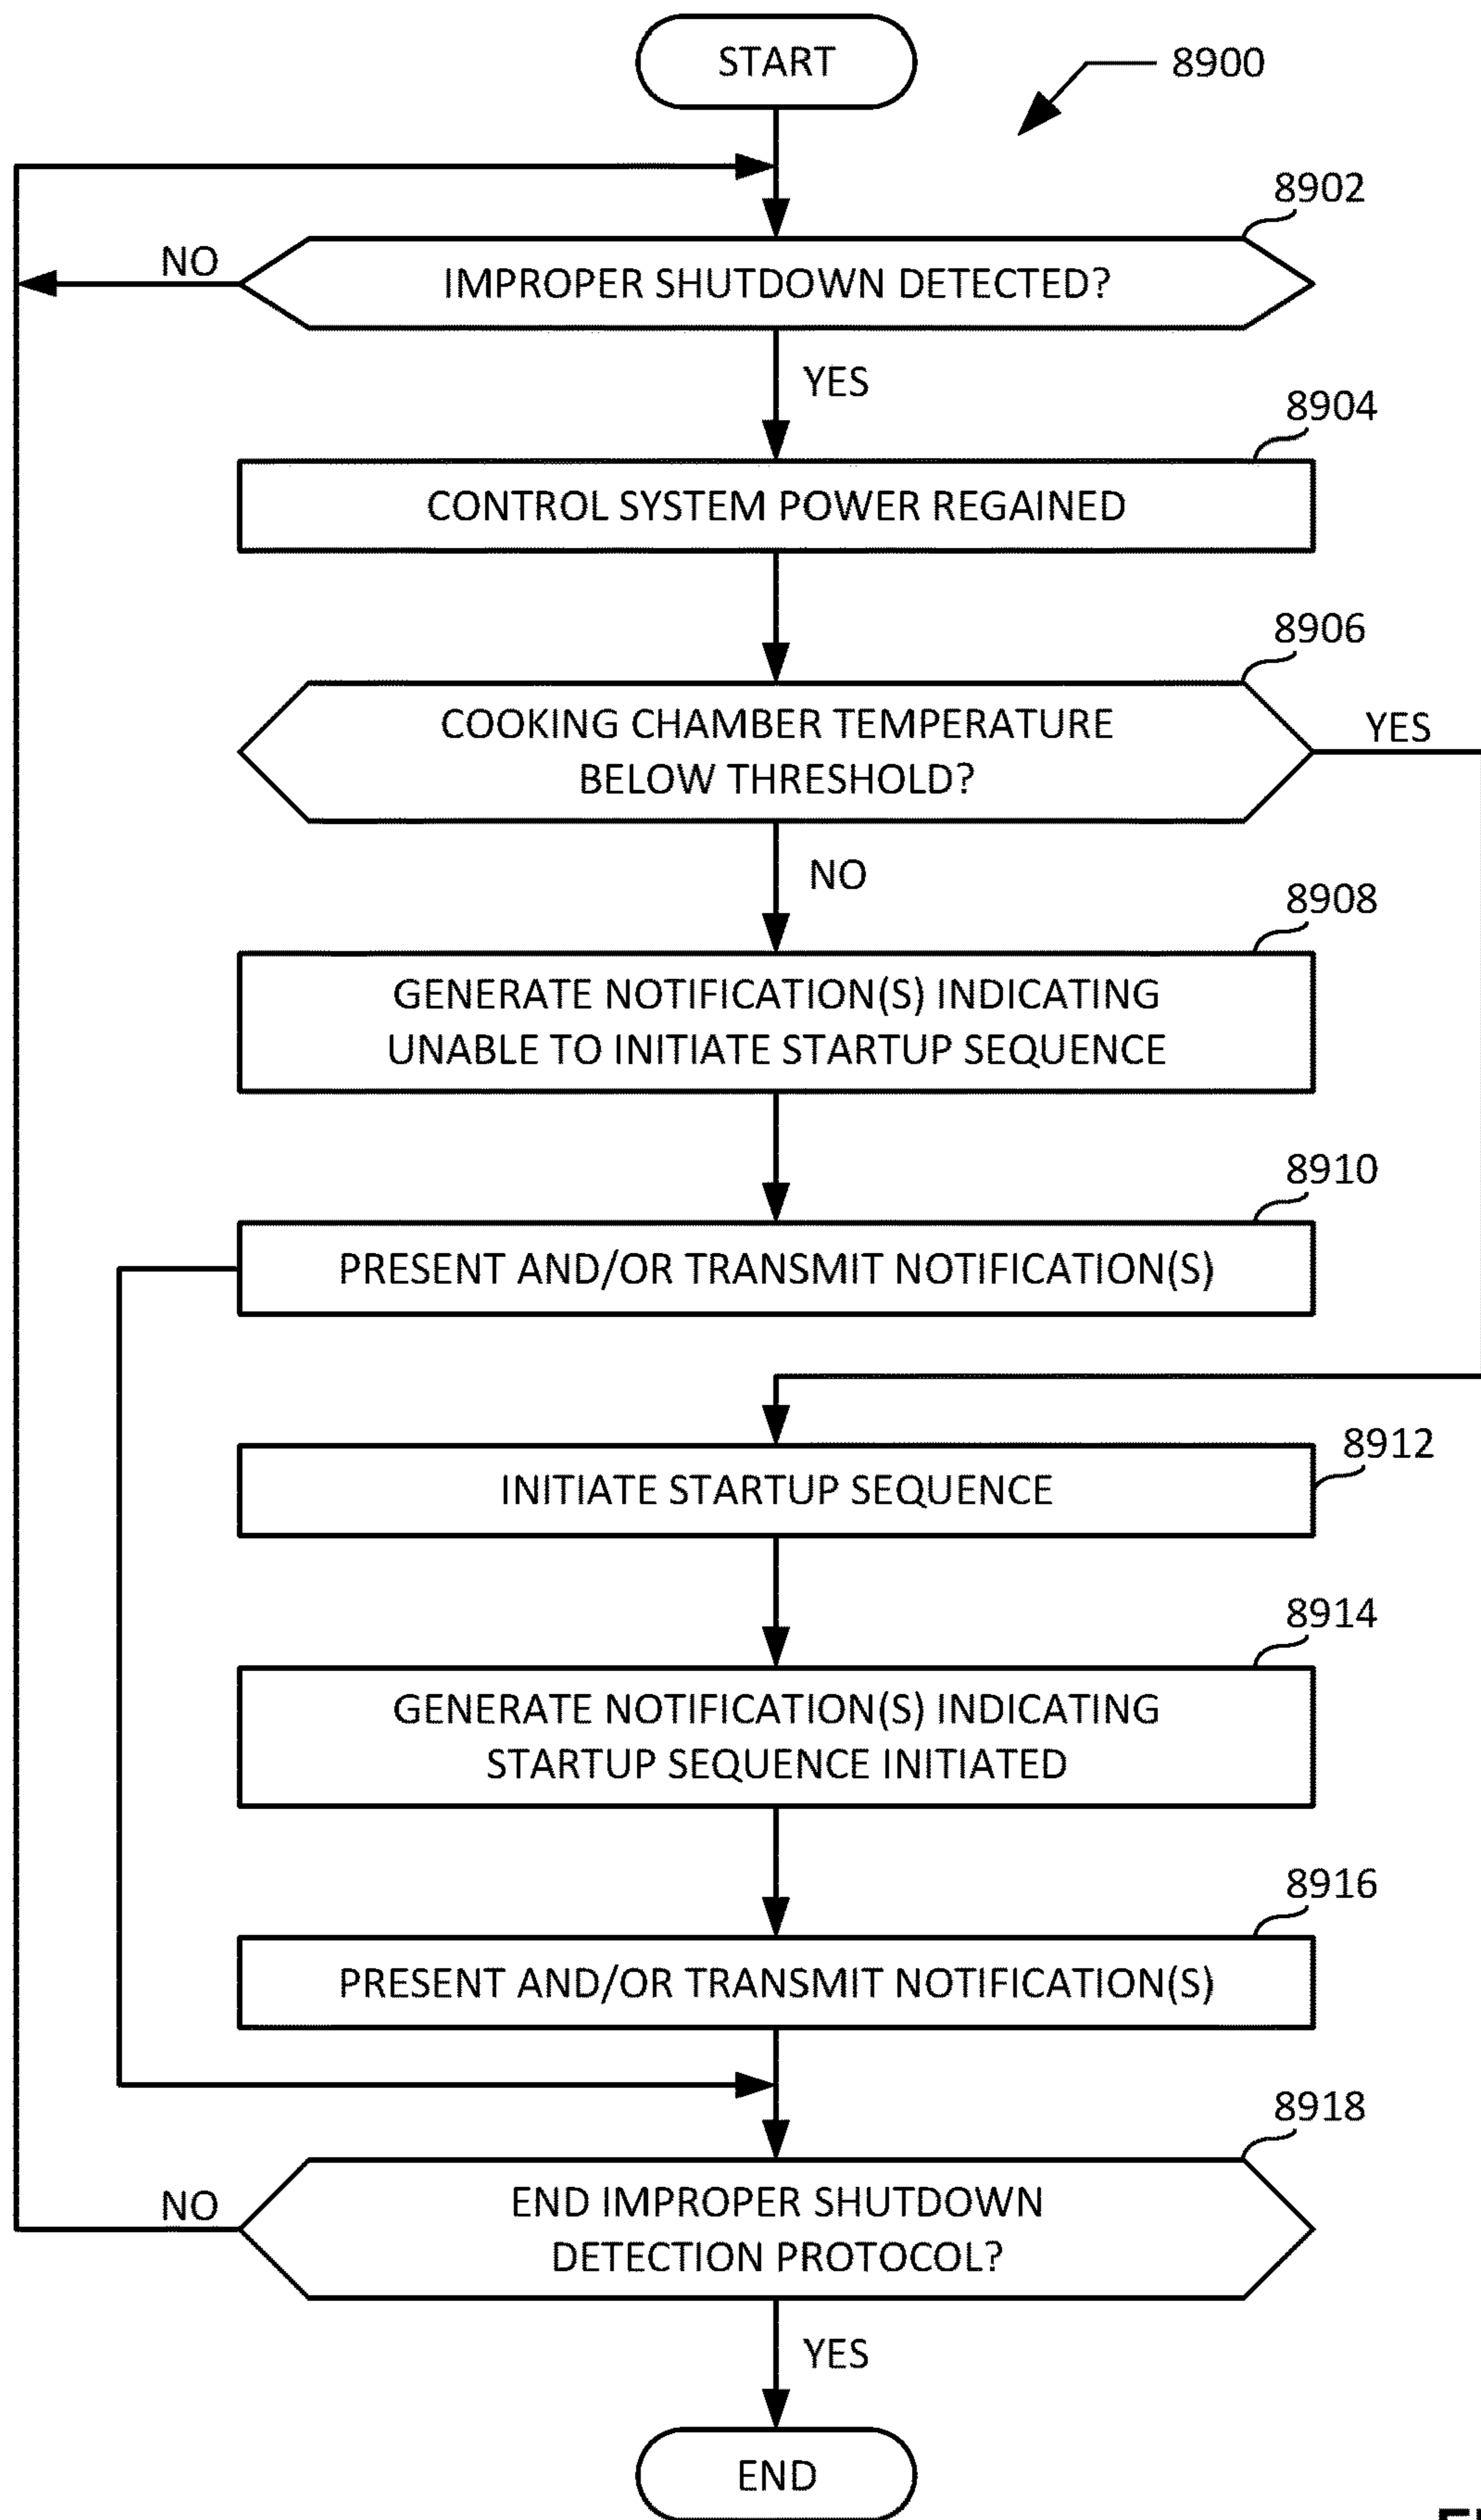 START
8900
8902
NO
IMPROPER SHUTDOWN DETECTED?
YES
8904
CONTROL SYSTEM POWER REGAINED
8906
COOKING CHAMBER TEMPERATURE
BELOW THRESHOLD?
YES
NO
8908
GENERATE NOTIFICATION(S) INDICATING
UNABLE TO INITIATE STARTUP SEQUENCE
8910
PRESENT AND/OR TRANSMIT NOTIFICATION(S)
8912
INITIATE STARTUP SEQUENCE
8914
GENERATE NOTIFICATION(S) INDICATING
STARTUP SEQUENCE INITIATED
8916
PRESENT AND/OR TRANSMIT NOTIFICATION(S)
8918
NO
END IMPROPER SHUTDOWN
DETECTION PROTOCOL?
YES
END